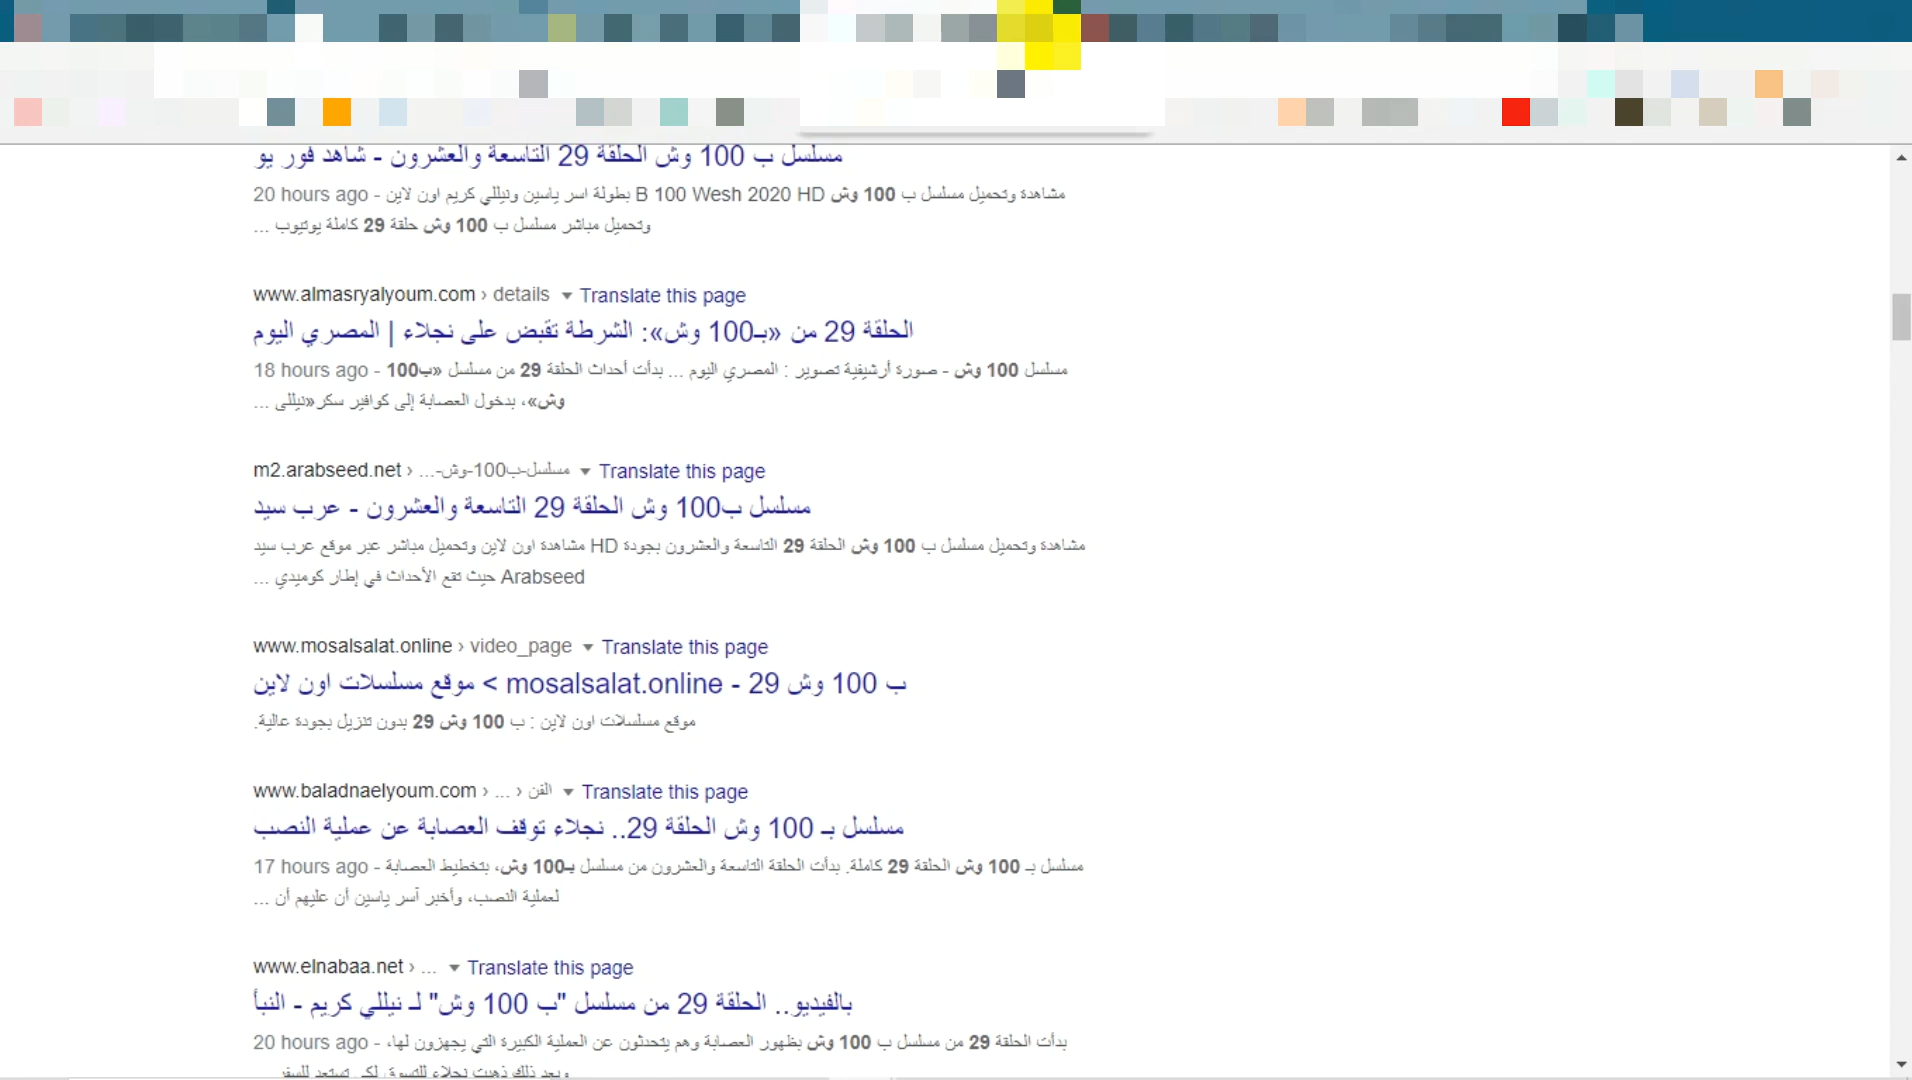 مسلسل ب 100 وش الحلقة 29 التاسعة والعشرون - شاهد فور يو
20 hours ago - مشاهدة وتحميل مسلسل ب 100 وش B 100 Wesh 2020 HD بطولة اسر ياسين ونيللي كريم اون لاين
وتحميل مباشر مسلسل ب 100 وش حلقة 29 كاملة يوتيوب ...
www.almasryalyoum.com › details ▾ Translate this page
الحلقة 29 من «بـ100 وش»: الشرطة تقبض على نجلاء | المصري اليوم
18 hours ago - مسلسل 100 وش - صورة أرشيفية تصوير : المصري اليوم ... بدأت أحداث الحلقة 29 من مسلسل «ب100
وش»، بدخول العصابة إلى كوافير سكر«نيللى ...
m2.arabseed.net › مسلسل-ب100-وش-... ▾ Translate this page
مسلسل ب100 وش الحلقة 29 التاسعة والعشرون - عرب سيد
مشاهدة وتحميل مسلسل ب 100 وش الحلقة 29 التاسعة والعشرون بجودة HD مشاهدة اون لاين وتحميل مباشر عبر موقع عرب سيد
Arabseed حيث تقع الأحداث في إطار كوميدي ...
www.mosalsalat.online › video_page ▾ Translate this page
ب 100 وش 29 - mosalsalat.online > موقع مسلسلات اون لاين
موقع مسلسلات اون لاين : ب 100 وش 29 بدون تنزيل بجودة عالية.
www.baladnaelyoum.com › ... › الفن ▾ Translate this page
مسلسل بـ 100 وش الحلقة 29.. نجلاء توقف العصابة عن عملية النصب
17 hours ago - مسلسل بـ 100 وش الحلقة 29 كاملة. بدأت الحلقة التاسعة والعشرون من مسلسل بـ100 وش، بتخطيط العصابة
لعملية النصب، وأخبر آسر ياسين أن عليهم أن ...
www.elnabaa.net › ... ▾ Translate this page
بالفيديو.. الحلقة 29 من مسلسل "ب 100 وش" لـ نيللي كريم - النبأ
20 hours ago - بدأت الحلقة 29 من مسلسل ب 100 وش بظهور العصابة وهم يتحدثون عن العملية الكبيرة التي يجهزون لها،
وبعد ذلك ذهبت نجلاء للتسوق لكي تستعد للسفر